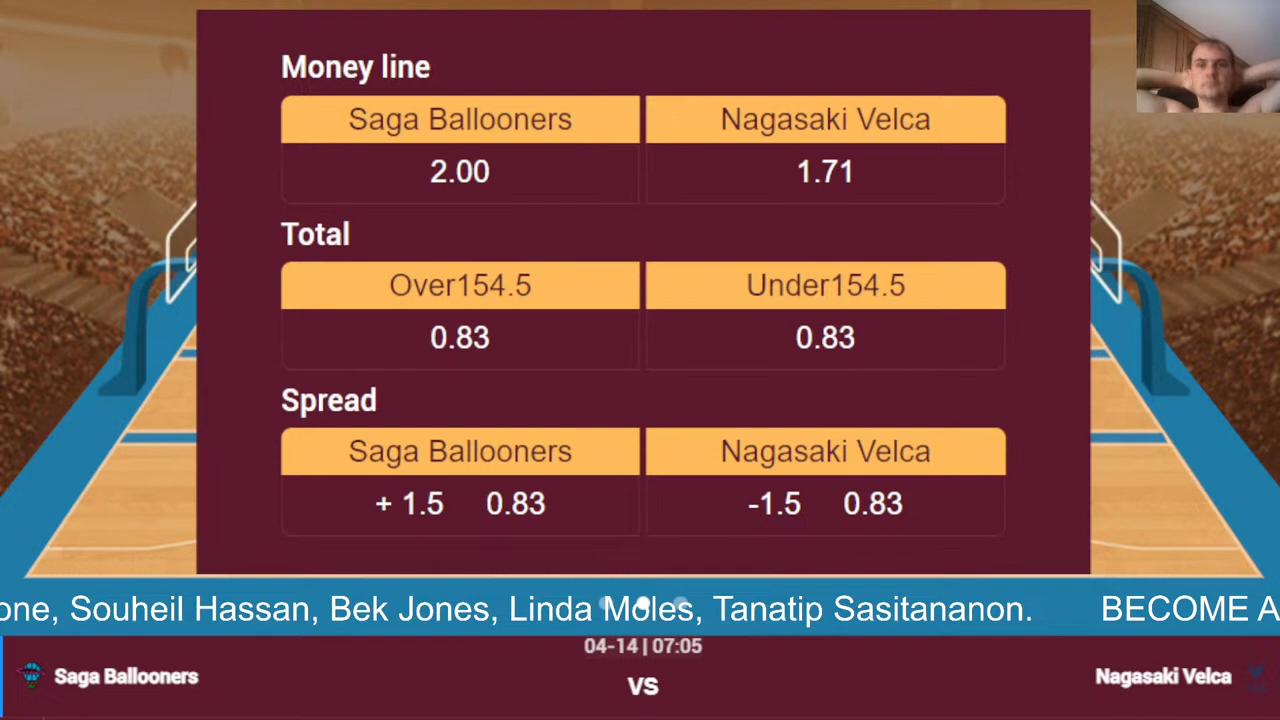 Money line
Saga Ballooners Nagasaki Velca
2.00 1.71
Total
Over154.5 Under154.5
0.83 0.83
Spread
Saga Ballooners Nagasaki Velca
+ 1.5 0.83 -1.5 0.83
one, Souheil Hassan, Bek Jones, Linda Moles, Tanatip Sasitananon. BECOME A
04-14 | 07:05
Saga Ballooners VS Nagasaki Velca